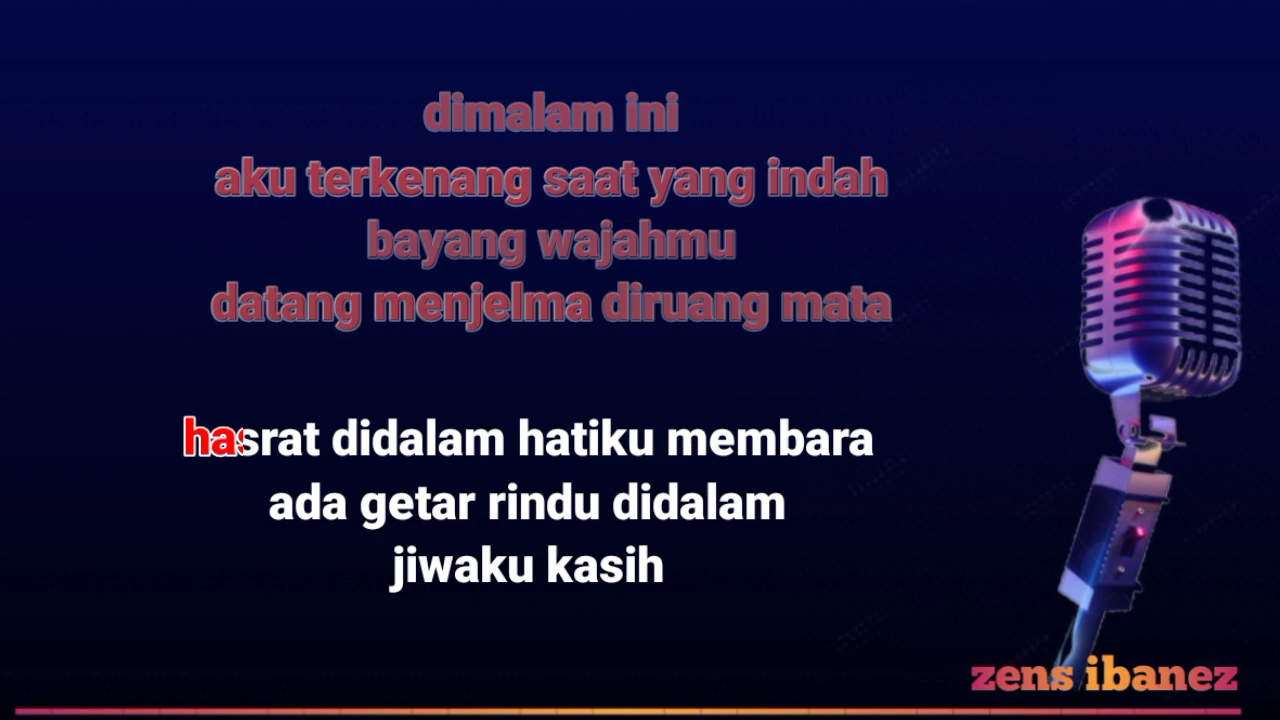 dimalam ini
aku terkenang saat yang indah
bayang wajahmu
datang menjelma diruang mata
hasrat didalam hatiku membara
ada getar rindu didalam
jiwaku kasih
zens ibanez